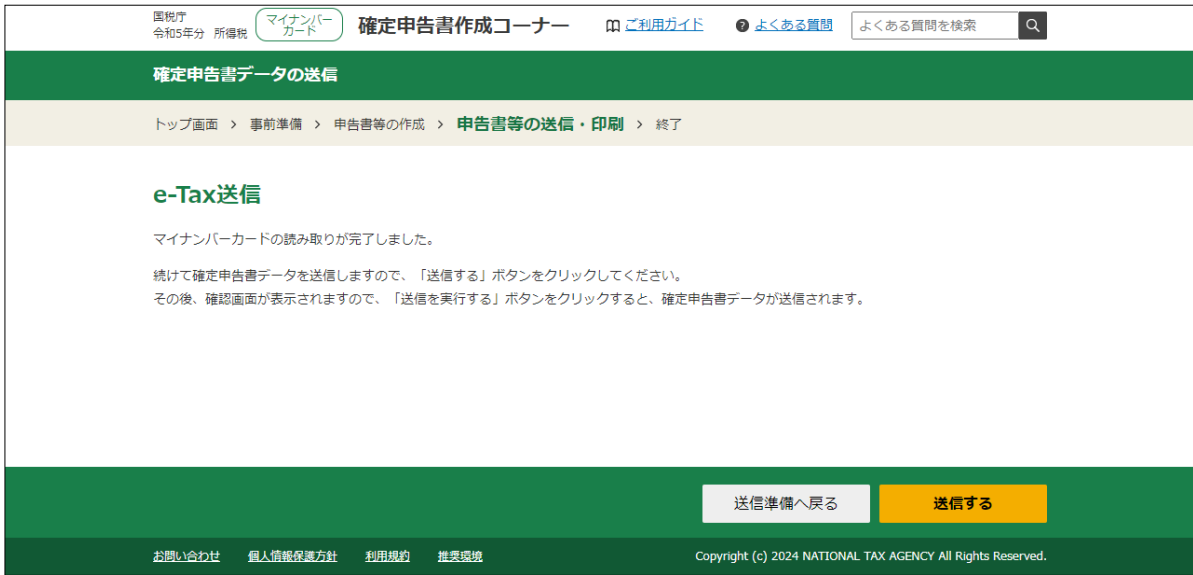 国税庁
令和5年分 所得税
マイナンバー
カード
確定申告書作成コーナー
ご利用ガイド
? よくある質問
よくある質問を検索
確定申告書データの送信
トップ画面 > 事前準備 > 申告書等の作成 > 申告書等の送信・印刷 > 終了
e-Tax送信
マイナンバーカードの読み取りが完了しました。
続けて確定申告書データを送信しますので、「送信する」ボタンをクリックしてください。
その後、確認画面が表示されますので、「送信を実行する」ボタンをクリックすると、確定申告書データが送信されます。
送信準備へ戻る
送信する
お問い合わせ 個人情報保護方針 利用規約 推奨環境
Copyright (c) 2024 NATIONAL TAX AGENCY All Rights Reserved.